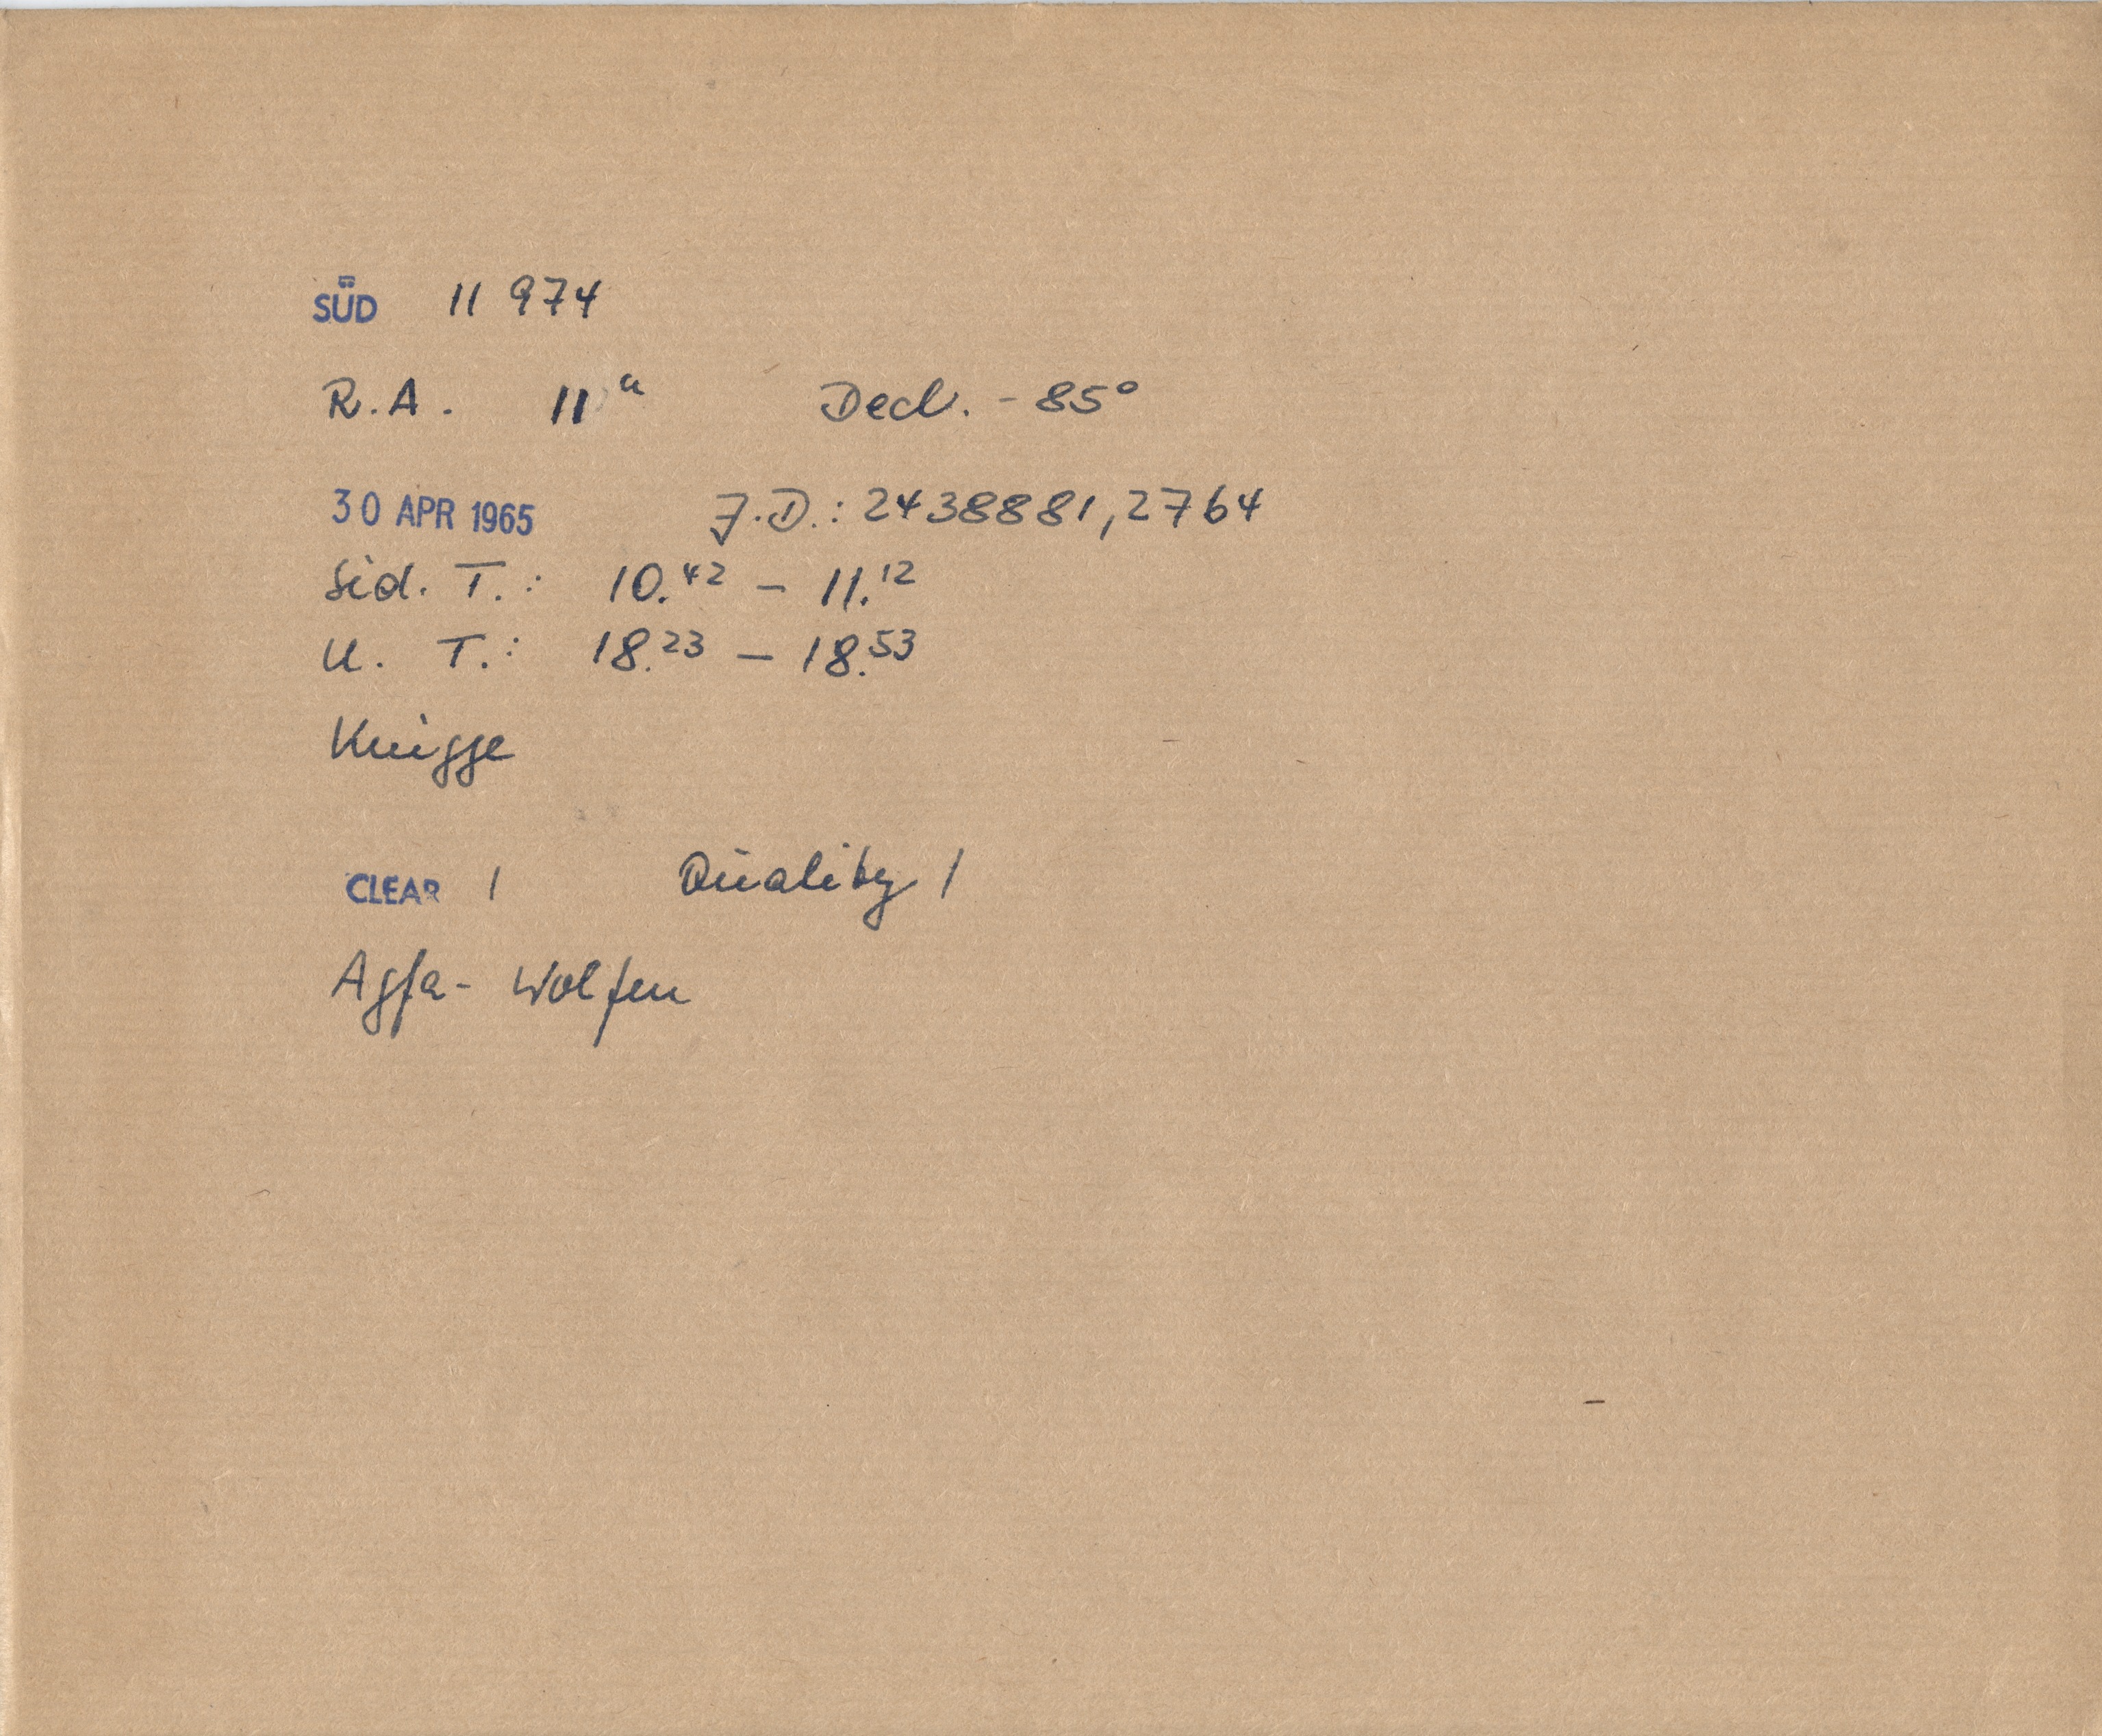 SÜD 11 974
R.A. 11ʰ Decl. -85°
30 APR 1965 J.D.: 2438881,2764
Sid. T.: 10.⁴² – 11.¹²
U. T.: 18.²³ – 18.⁵³
Knigge
CLEAR 1 Quality 1
Agfa- Wolfen